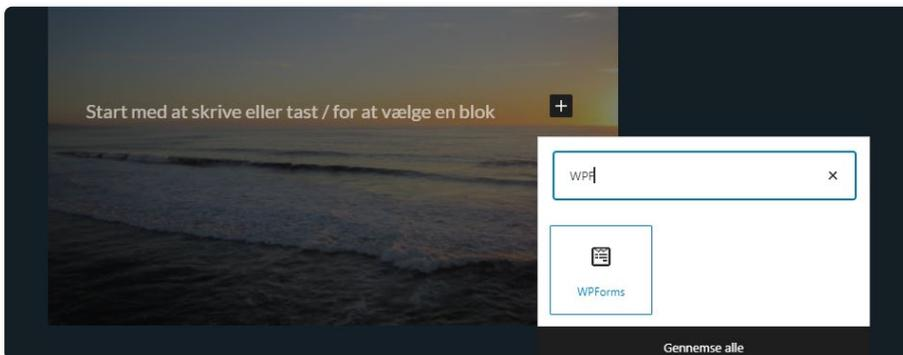 Start med at skrive eller tast / for at vælge en blok
WPF
WPForms
Gennemse alle